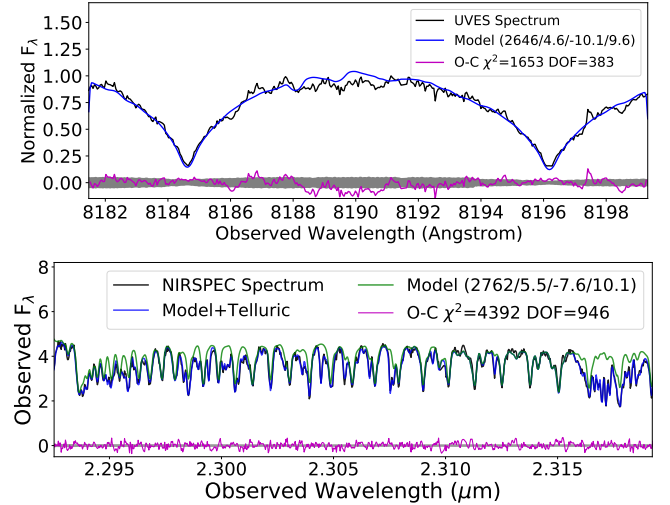 1.50
1.25
1.00
0.75
0.50
0.25
0.00
Normalized Fλ
UVES Spectrum
Model (2646/4.6/-10.1/9.6)
O-C χ²=1653 DOF=383
8182 8184 8186 8188 8190 8192 8194 8196 8198
Observed Wavelength (Angstrom)
8
6
4
2
0
Observed Fλ
NIRSPEC Spectrum
Model+Telluric
Model (2762/5.5/-7.6/10.1)
O-C χ²=4392 DOF=946
2.295 2.300 2.305 2.310 2.315
Observed Wavelength (μm)